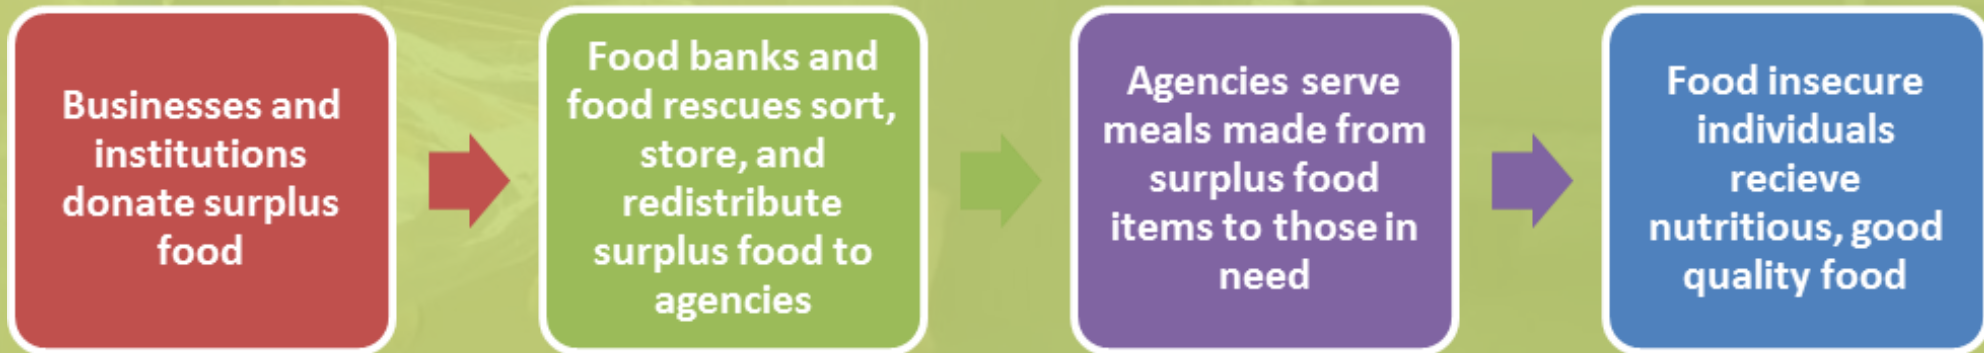 Businesses and
institutions
donate surplus
food
Food banks and
food rescues sort,
store, and
redistribute
surplus food to
agencies
Agencies serve
meals made from
surplus food
items to those in
need
Food insecure
individuals
recieve
nutritious, good
quality food